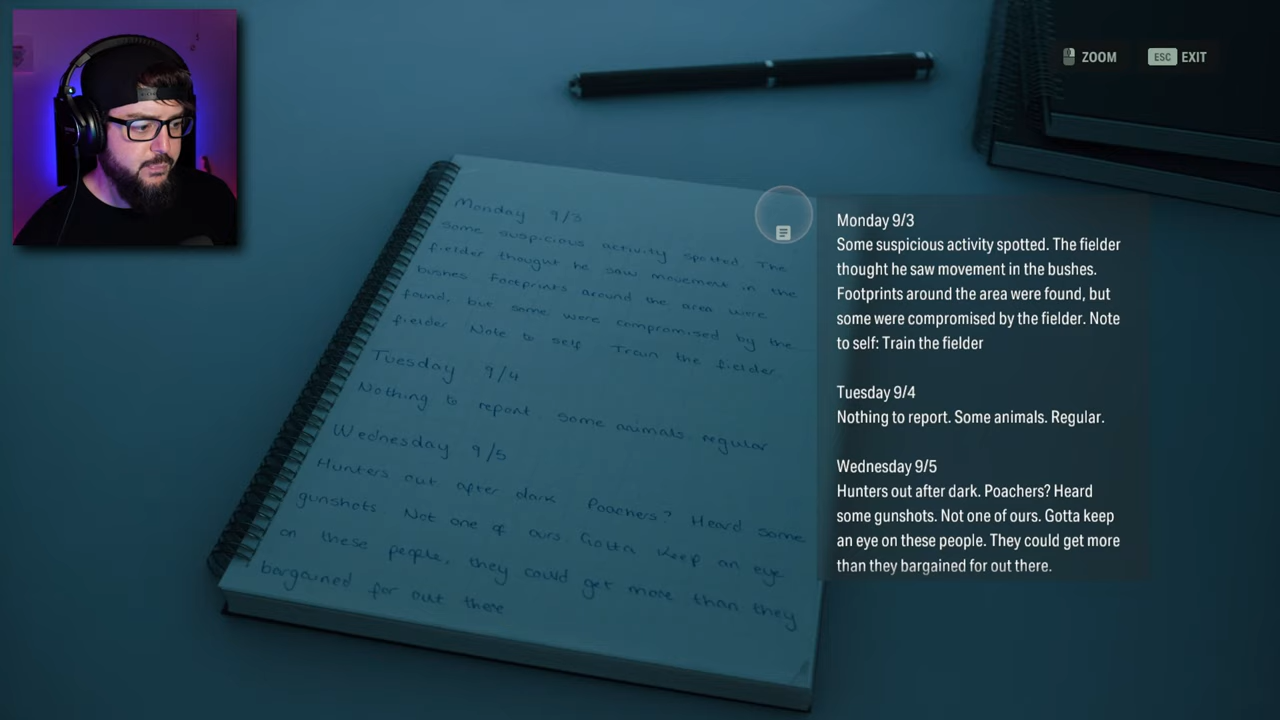 ZOOM
ESC EXIT
Monday 9/3
some suspicious activity spotted. The
fielder thought he saw movement in the
bushes. Footprints around the area were
found, but some were compromised by the
fielder Note to self Train the fielder.
Tuesday 9/4
Nothing to report. some animals. regular
Wednesday 9/5
Hunters out after dark Poachers? Heard some
gunshots Not one of ours. Gotta keep an eye
on these people, they could get more than they
bargained for out there
Monday 9/3
Some suspicious activity spotted. The fielder
thought he saw movement in the bushes.
Footprints around the area were found, but
some were compromised by the fielder. Note
to self: Train the fielder
Tuesday 9/4
Nothing to report. Some animals. Regular.
Wednesday 9/5
Hunters out after dark. Poachers? Heard
some gunshots. Not one of ours. Gotta keep
an eye on these people. They could get more
than they bargained for out there.